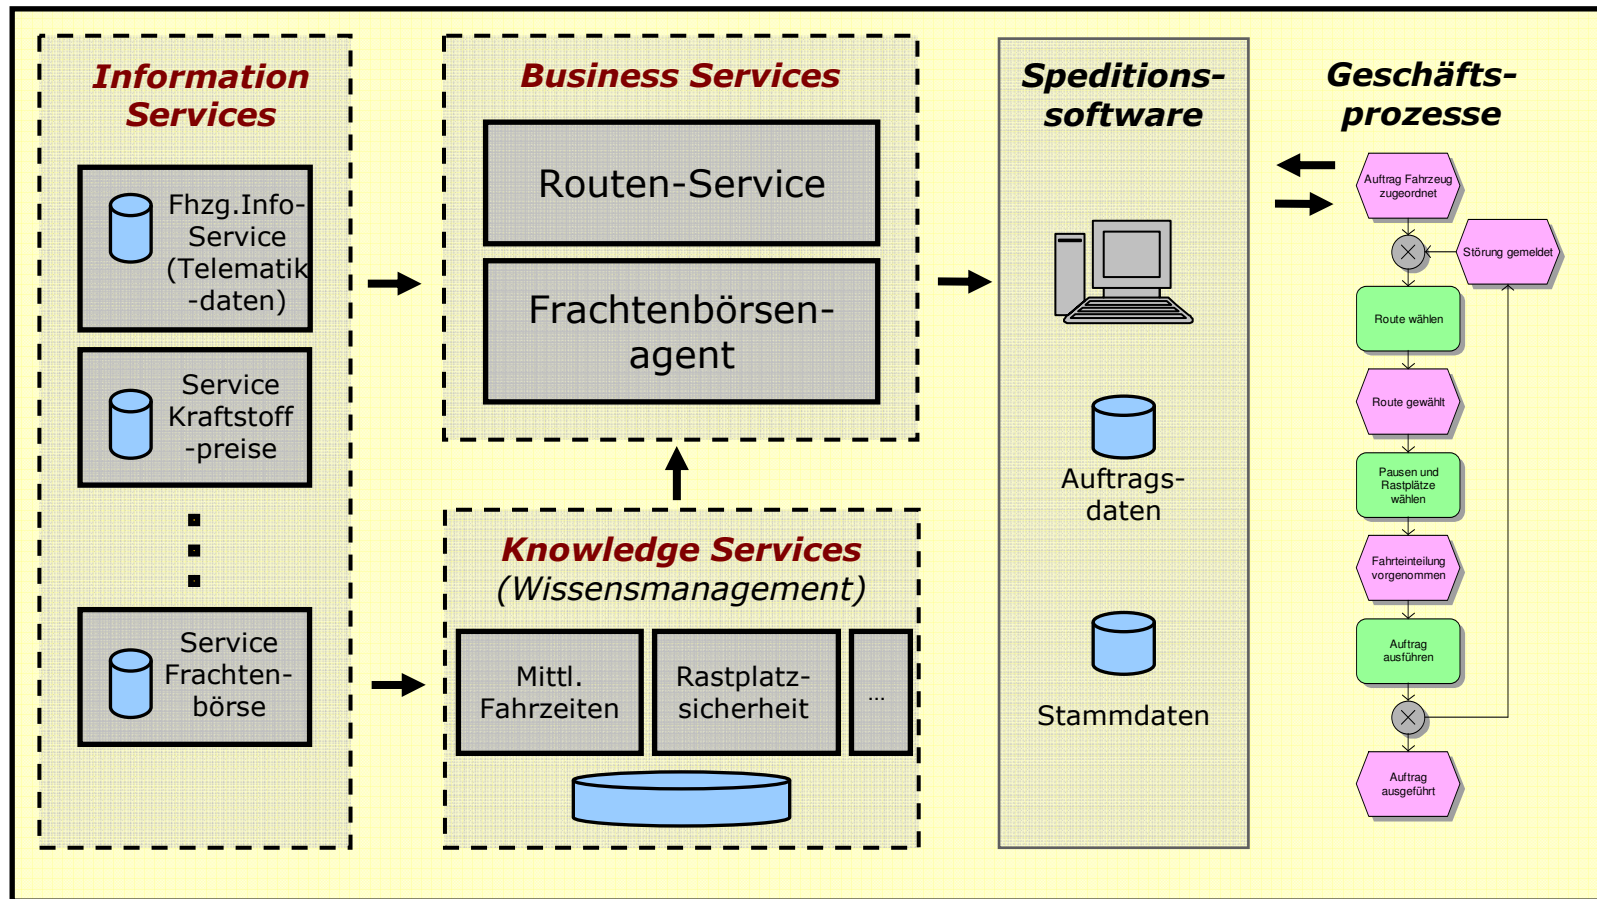 Information
Services
Fhzg.Info-
Service
(Telematik
-daten)
Service
Kraftstoff
-preise
Service
Frachten-
börse
Business Services
Routen-Service
Frachtenbörsen-
agent
Knowledge Services
(Wissensmanagement)
Mittl.
Fahrzeiten
Rastplatz-
sicherheit
...
Speditions-
software
Auftrags-
daten
Stammdaten
Geschäfts-
prozesse
Auftrag Fahrzeug
zugeordnet
Störung gemeldet
Route wählen
Route gewählt
Pausen und
Rastplätze
wählen
Fahrteinteilung
vorgenommen
Auftrag
ausführen
Auftrag
ausgeführt